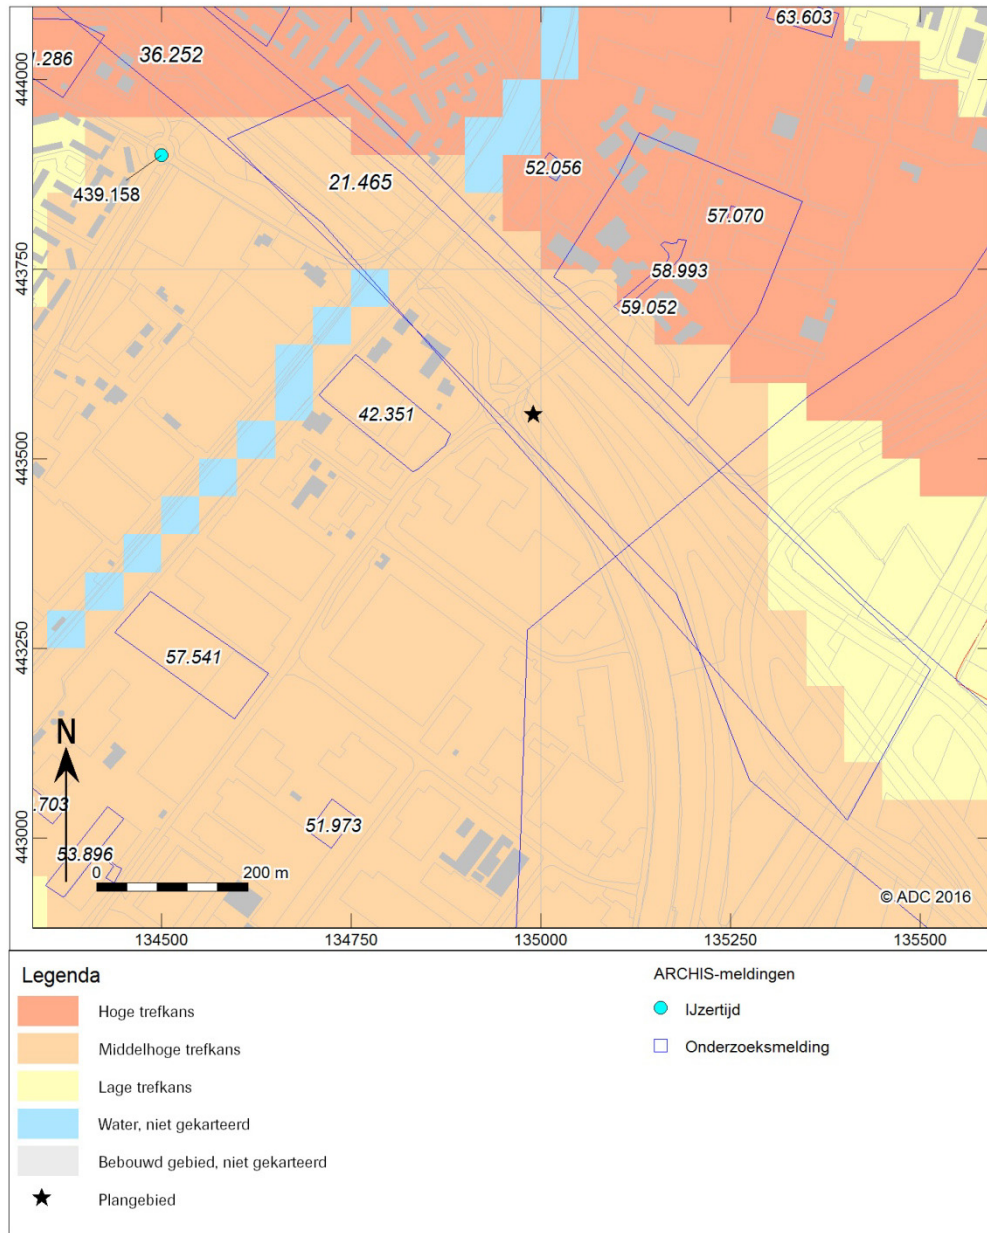 63.603
.286
36.252
444000
52.056
21.465
439.158
57.070
443750
58.993
59.052
42.351
443500
443250
57.541
N
.703
51.973
443000
53.896
0 200 m
© ADC 2016
134500 134750 135000 135250 135500
Legenda
Hoge trefkans
Middelhoge trefkans
Lage trefkans
Water, niet gekarteerd
Bebouwd gebied, niet gekarteerd
Plangebied
ARCHIS-meldingen
IJzertijd
Onderzoeksmelding